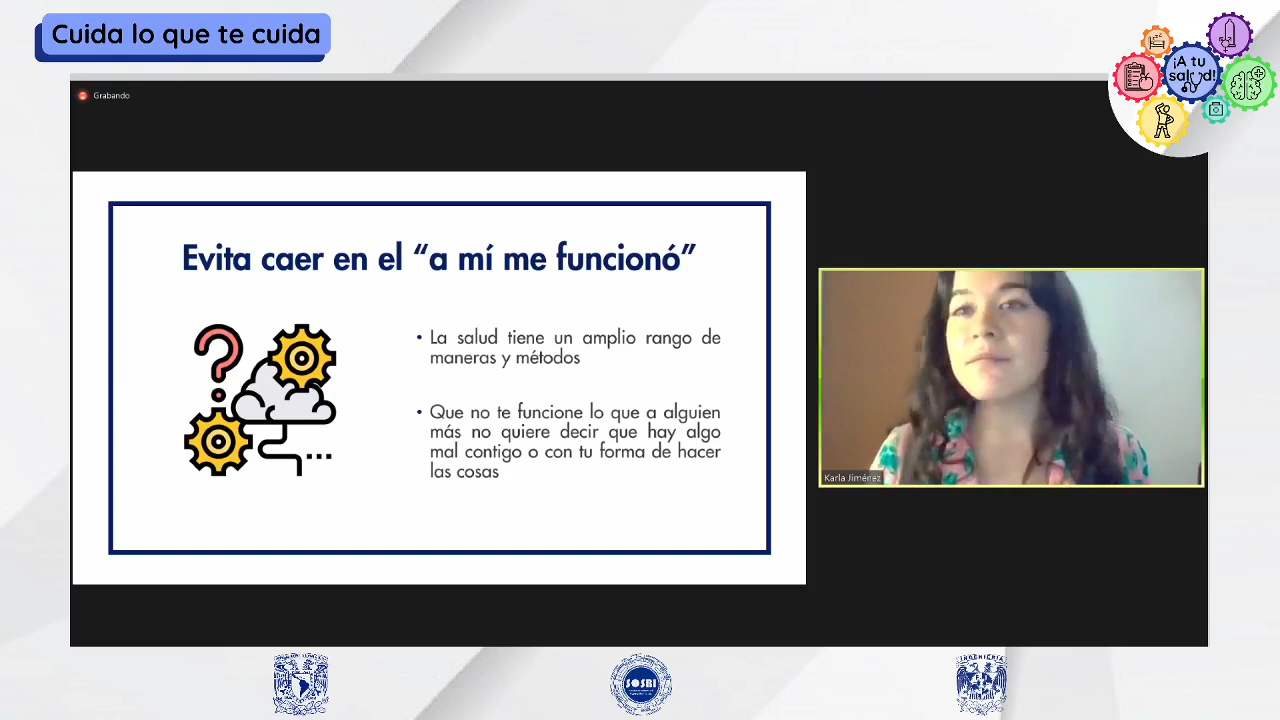 Cuida lo que te cuida
¡A tu
salud!
Grabando
Evita caer en el “a mí me funcionó”
• La salud tiene un amplio rango de
maneras y métodos
• Que no te funcione lo que a alguien
más no quiere decir que hay algo
mal contigo o con tu forma de hacer
las cosas
Karla Jiménez
SOSBI